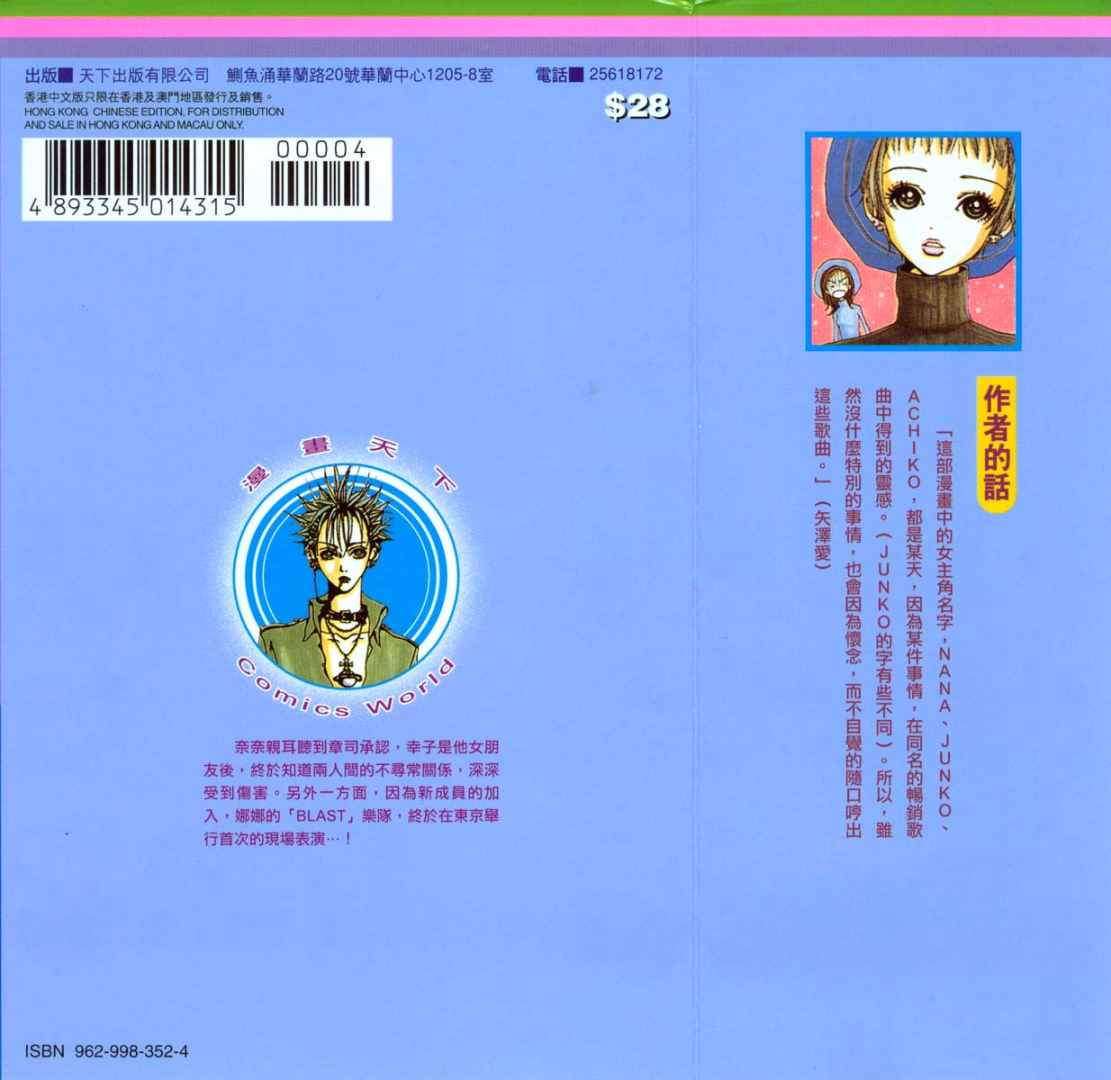 出版■ 天下出版有限公司 鰂魚涌華蘭路20號華蘭中心1205-8室 電話■ 25618172
香港中文版只限在香港及澳門地區發行及銷售。
HONG KONG CHINESE EDITION, FOR DISTRIBUTION
AND SALE IN HONG KONG AND MACAU ONLY.
$28
00004
4 893345 014315
作者的話
「這部漫畫中的女主角名字，NANA、JUNKO、
ACHIKO，都是某天，因為某件事情，在同名的暢銷歌
曲中得到的靈感。（JUNKO的字有些不同）。所以，雖
然沒什麼特別的事情，也會因為懷念，而不自覺的隨口哼出
這些歌曲。」（矢澤愛）
漫畫天下
Comics World
奈奈親耳聽到章司承認，幸子是他女朋
友後，終於知道兩人間的不尋常關係，深深
受到傷害。另外一方面，因為新成員的加
入，娜娜的「BLAST」樂隊，終於在東京舉
行首次的現場表演…！
ISBN 962-998-352-4